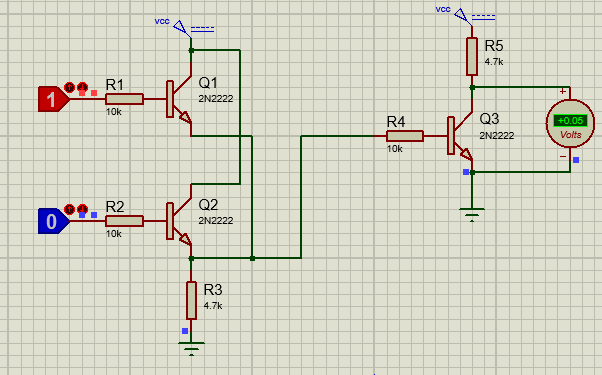 VCC
1
R1
10k
Q1
2N2222
0
R2
10k
Q2
2N2222
R3
4.7k
VCC
R5
4.7k
R4
10k
Q3
2N2222
+
+0.05
Volts
-